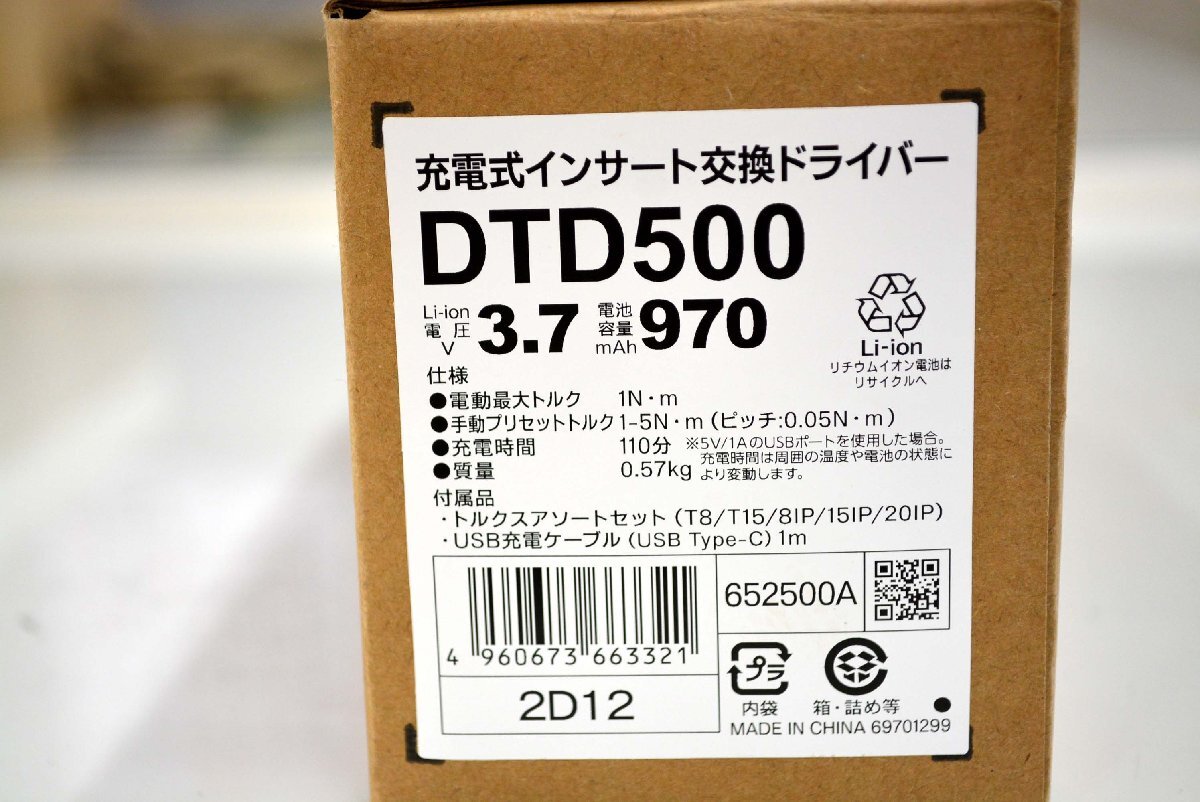 充電式インサート交換ドライバー
DTD500
Li-ion
電圧
V
3.7
電池
容量
mAh
970
Li-ion
リチウムイオン電池は
リサイクルへ
仕様
●電動最大トルク 1N・m
●手動プリセットトルク 1-5N・m (ピッチ:0.05N・m)
●充電時間 110分 ※5V/1AのUSBポートを使用した場合。
充電時間は周囲の温度や電池の状態に
より変動します。
●質量 0.57kg
付属品
・トルクスアソートセット (T8/T15/8IP/15IP/20IP)
・USB充電ケーブル (USB Type-C) 1m
4 960673 663321
652500A
2D12
プラ
内袋
箱・詰め等
MADE IN CHINA 69701299